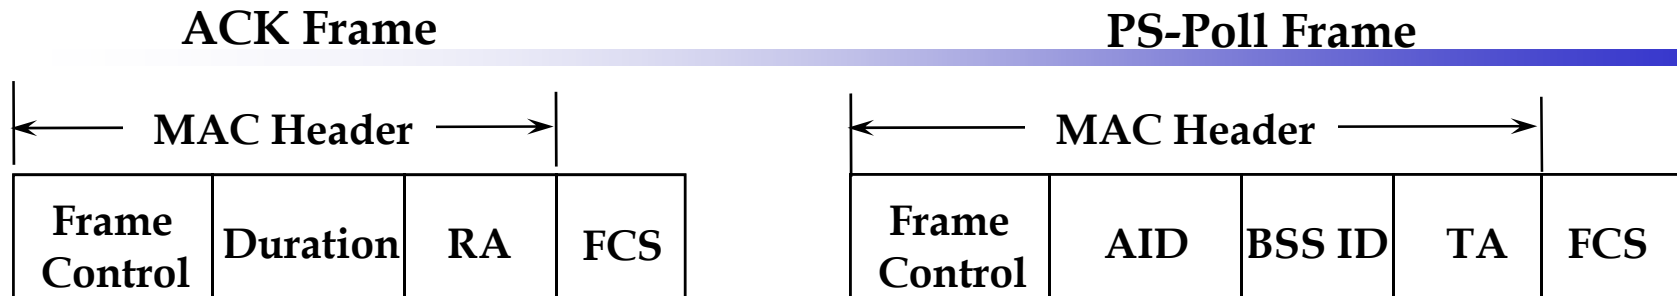 ACK Frame
PS-Poll Frame
MAC Header
MAC Header
Frame
Control
Duration
RA
FCS
Frame
Control
AID
BSS ID
TA
FCS